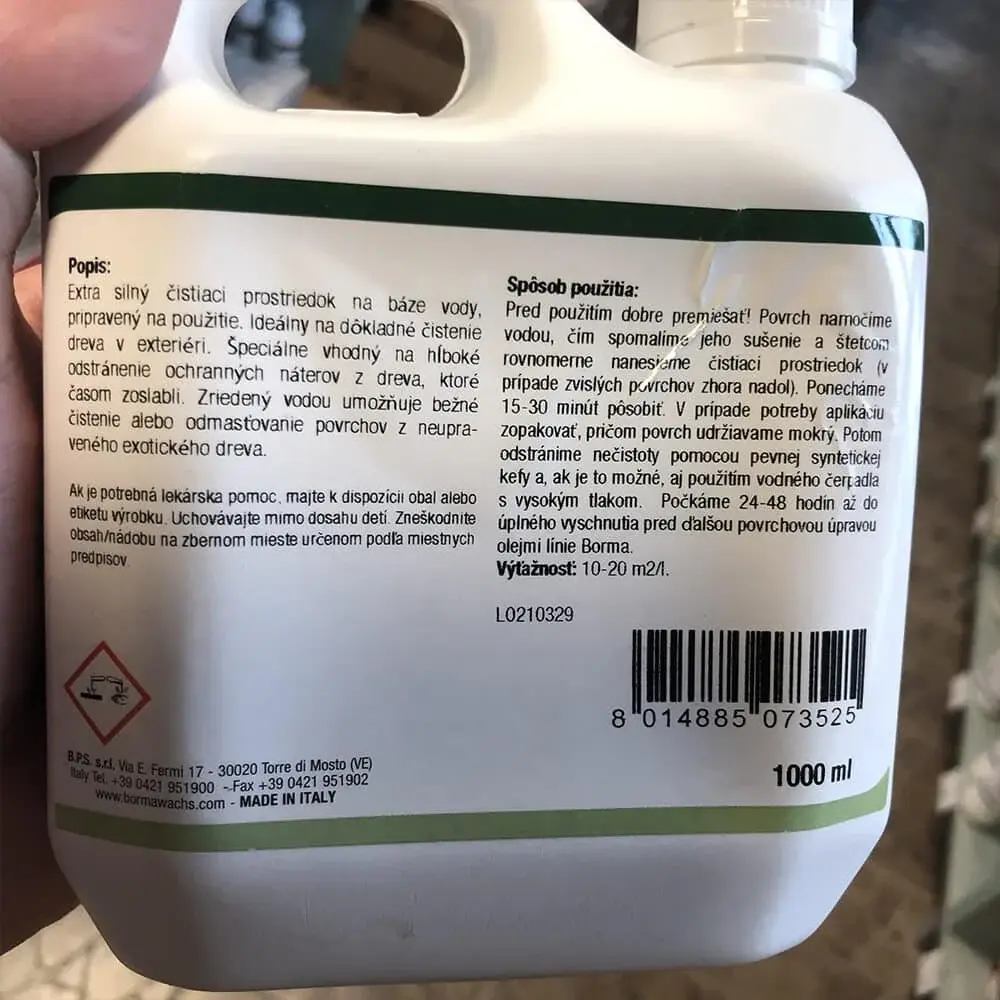 Popis:
Extra silný čistiaci prostriedok na báze vody,
pripravený na použitie. Ideálny na dôkladné čistenie
dreva v exteriéri. Špeciálne vhodný na hĺboké
odstránenie ochranných náterov z dreva, ktoré
časom zoslabli. Zriedený vodou umožňuje bežné
čistenie alebo odmasťovanie povrchov z neupra-
veného exotického dreva.
Ak je potrebná lekárska pomoc, majte k dispozícii obal alebo
etiketu výrobku. Uchovávajte mimo dosahu detí. Zneškodnite
obsah/nádobu na zbernom mieste určenom podľa miestnych
predpisov.
Spôsob použitia:
Pred použitím dobre premiešať! Povrch namočíme
vodou, čím spomalíme jeho sušenie a štetcom
rovnomerne nanesieme čistiaci prostriedok (v
prípade zvislých povrchov zhora nadol). Ponecháme
15-30 minút pôsobiť. V prípade potreby aplikáciu
zopakovať, pričom povrch udržiavame mokrý. Potom
odstránime nečistoty pomocou pevnej syntetickej
kefy a, ak je to možné, aj použitím vodného čerpadla
s vysokým tlakom. Počkáme 24-48 hodín až do
úplného vyschnutia pred ďalšou povrchovou úpravou
olejmi línie Borma.
Výťažnosť: 10-20 m2/l.
L0210329
8 014885 073525
1000 ml
B.P.S. s.r.l. Via E. Fermi 17 - 30020 Torre di Mosto (VE)
Italy Tel. +39 0421 951900 - Fax +39 0421 951902
www.bormawachs.com - MADE IN ITALY